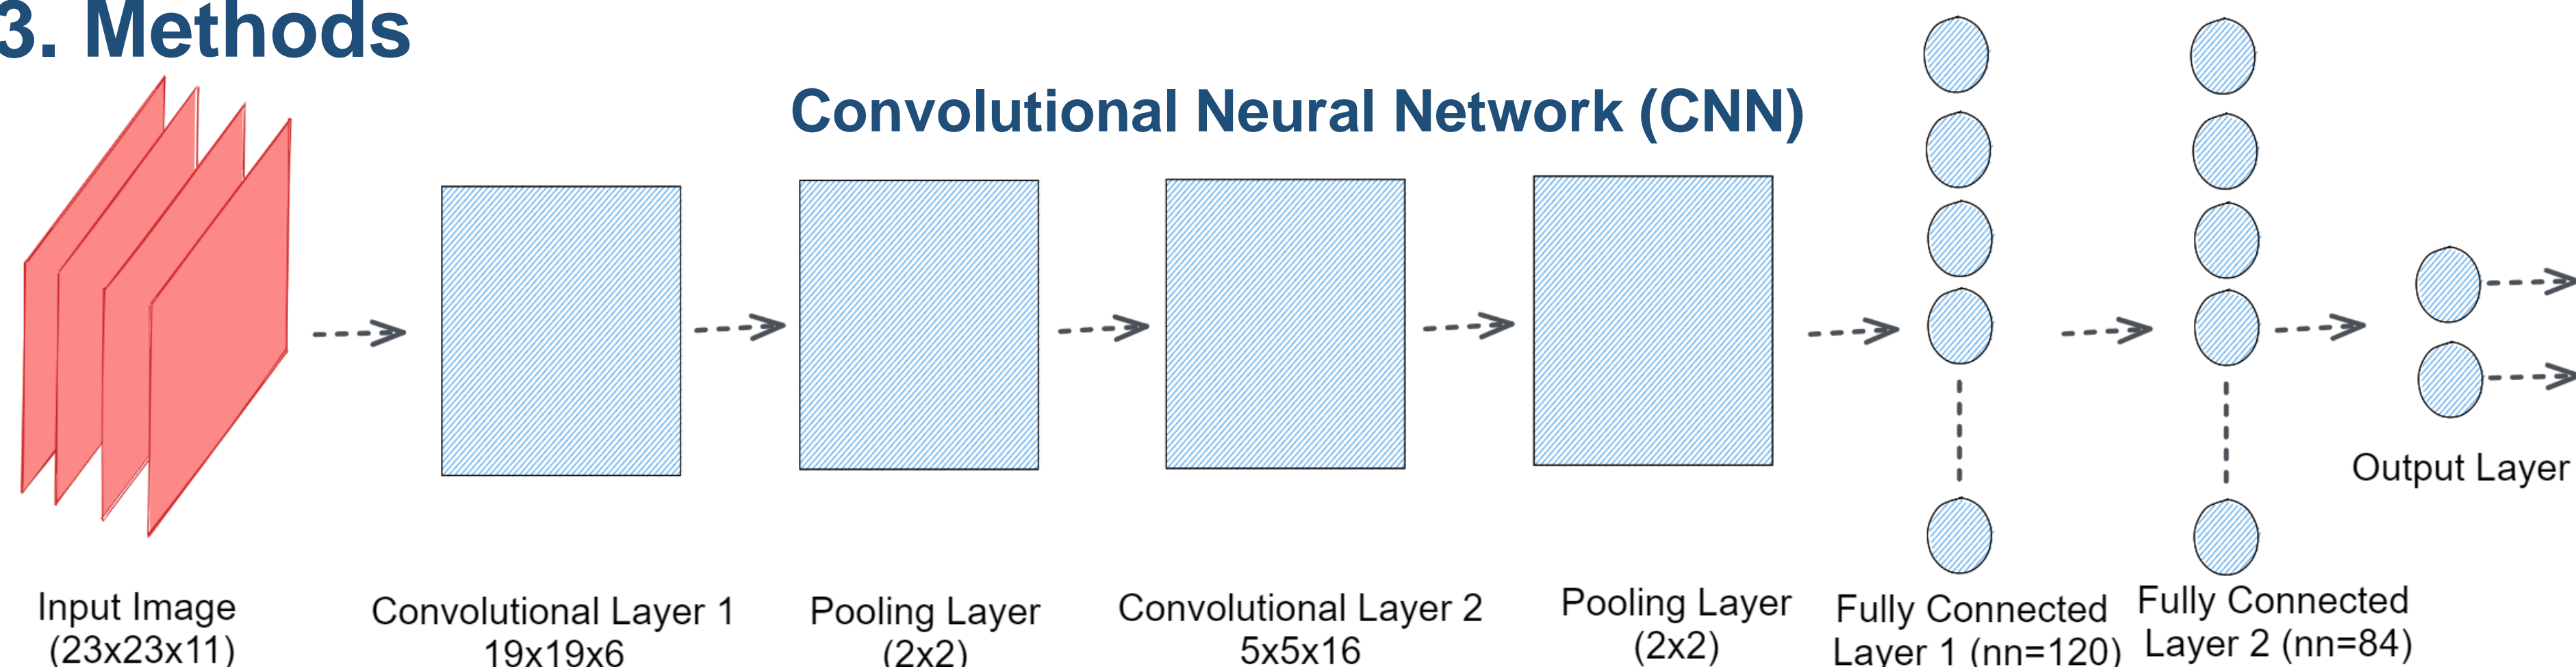 3. Methods
Convolutional Neural Network (CNN)
Output Layer
Input Image
(23x23x11)
Convolutional Layer 1
19x19x6
Pooling Layer
(2x2)
Convolutional Layer 2
5x5x16
Pooling Layer
(2x2)
Fully Connected
Layer 1 (nn=120)
Fully Connected
Layer 2 (nn=84)